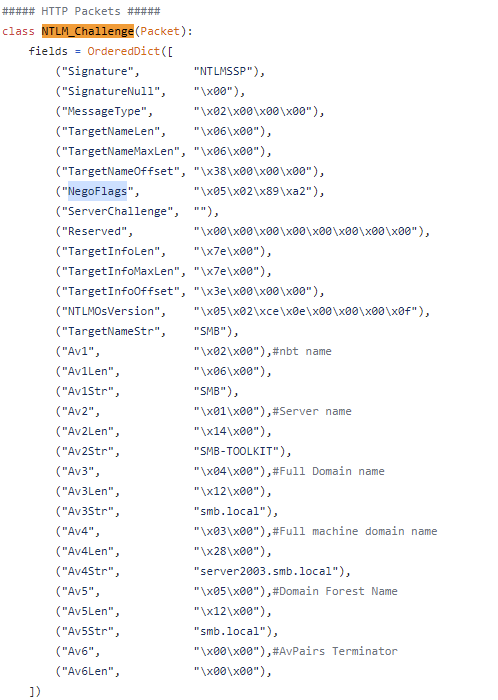 ##### HTTP Packets #####
class NTLM_Challenge(Packet):
    fields = OrderedDict([
        ("Signature",        "NTLMSSP"),
        ("SignatureNull",    "\x00"),
        ("MessageType",      "\x02\x00\x00\x00"),
        ("TargetNameLen",    "\x06\x00"),
        ("TargetNameMaxLen", "\x06\x00"),
        ("TargetNameOffset", "\x38\x00\x00\x00"),
        ("NegoFlags",        "\x05\x02\x89\xa2"),
        ("ServerChallenge",  ""),
        ("Reserved",         "\x00\x00\x00\x00\x00\x00\x00\x00"),
        ("TargetInfoLen",    "\x7e\x00"),
        ("TargetInfoMaxLen", "\x7e\x00"),
        ("TargetInfoOffset", "\x3e\x00\x00\x00"),
        ("NTLMOsVersion",    "\x05\x02\xce\x0e\x00\x00\x00\x0f"),
        ("TargetNameStr",    "SMB"),
        ("Av1",              "\x02\x00"),#nbt name
        ("Av1Len",           "\x06\x00"),
        ("Av1Str",           "SMB"),
        ("Av2",              "\x01\x00"),#Server name
        ("Av2Len",           "\x14\x00"),
        ("Av2Str",           "SMB-TOOLKIT"),
        ("Av3",              "\x04\x00"),#Full Domain name
        ("Av3Len",           "\x12\x00"),
        ("Av3Str",           "smb.local"),
        ("Av4",              "\x03\x00"),#Full machine domain name
        ("Av4Len",           "\x28\x00"),
        ("Av4Str",           "server2003.smb.local"),
        ("Av5",              "\x05\x00"),#Domain Forest Name
        ("Av5Len",           "\x12\x00"),
        ("Av5Str",           "smb.local"),
        ("Av6",              "\x00\x00"),#AvPairs Terminator
        ("Av6Len",           "\x00\x00"),
    ])